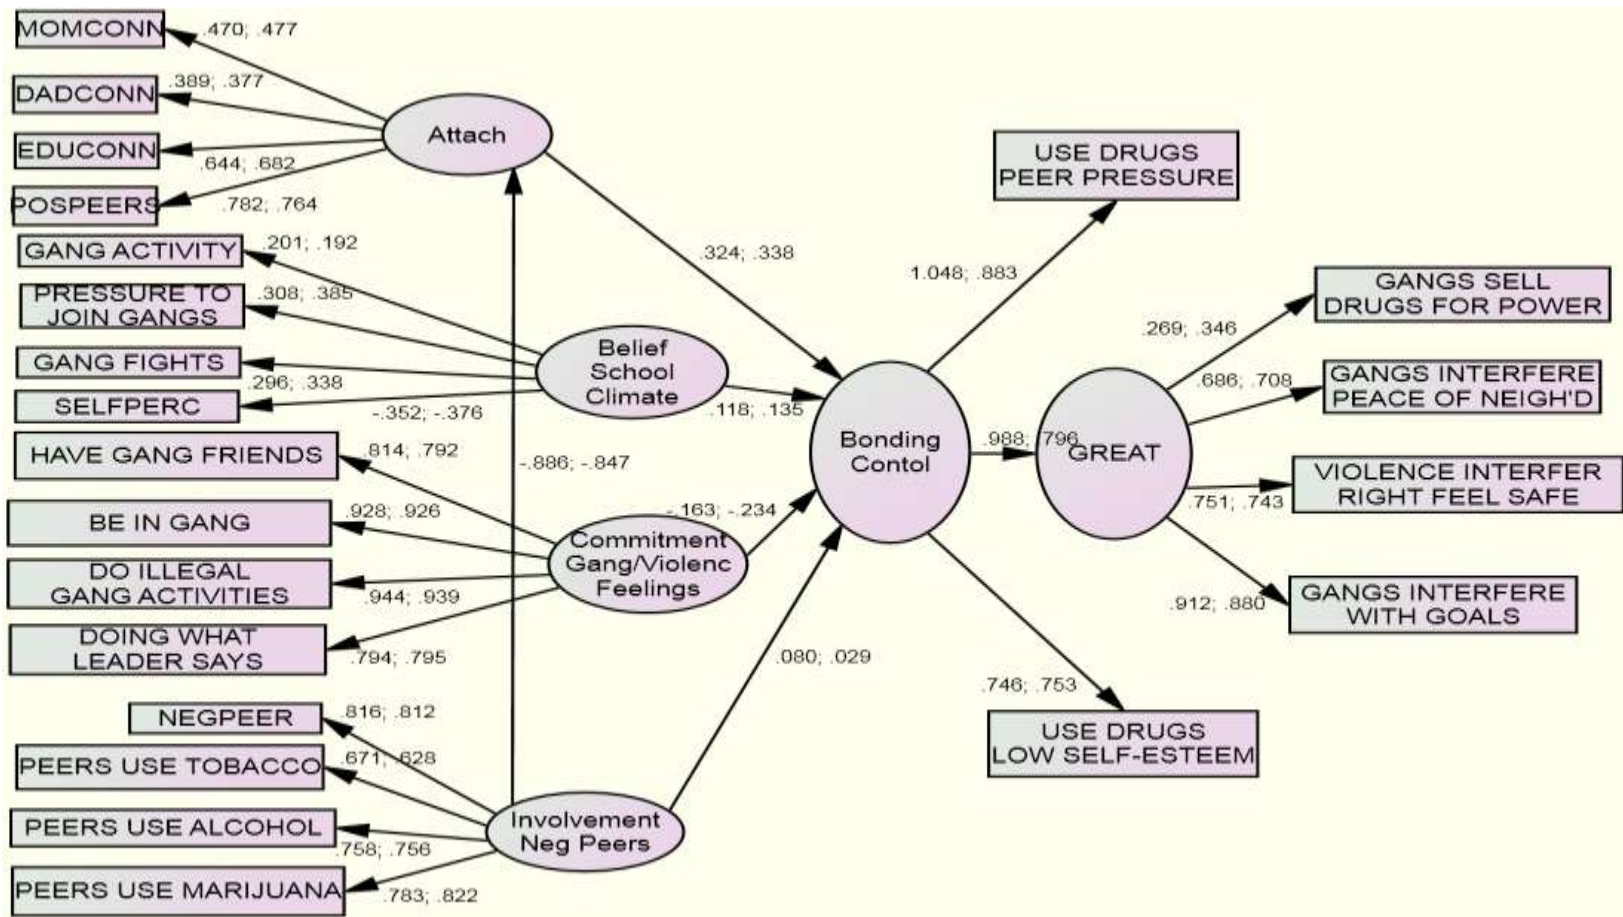 MOMCONN
.470; .477
DADCONN
.389; .377
EDUCONN
.644; .682
POSPEERS
.782; .764
Attach
GANG ACTIVITY
.201; .192
PRESSURE TO
JOIN GANGS
.308; .385
GANG FIGHTS
.296; .338
SELFPERC
-.352; -.376
Belief
School
Climate
HAVE GANG FRIENDS
.814; .792
BE IN GANG
.928; .926
DO ILLEGAL
GANG ACTIVITIES
.944; .939
DOING WHAT
LEADER SAYS
.794; .795
Commitment
Gang/Violenc
Feelings
NEGPEER
.816; .812
PEERS USE TOBACCO
.671; .628
PEERS USE ALCOHOL
.758; .756
PEERS USE MARIJUANA
.783; .822
Involvement
Neg Peers
-.886; -.847
.324; .338
.118; .135
-.163; -.234
.080; .029
Bonding
Contol
USE DRUGS
PEER PRESSURE
1.048; .883
.988; .796
GREAT
.746; .753
USE DRUGS
LOW SELF-ESTEEM
GANGS SELL
DRUGS FOR POWER
.269; .346
GANGS INTERFERE
PEACE OF NEIGH'D
.686; .708
VIOLENCE INTERFER
RIGHT FEEL SAFE
.751; .743
GANGS INTERFERE
WITH GOALS
.912; .880